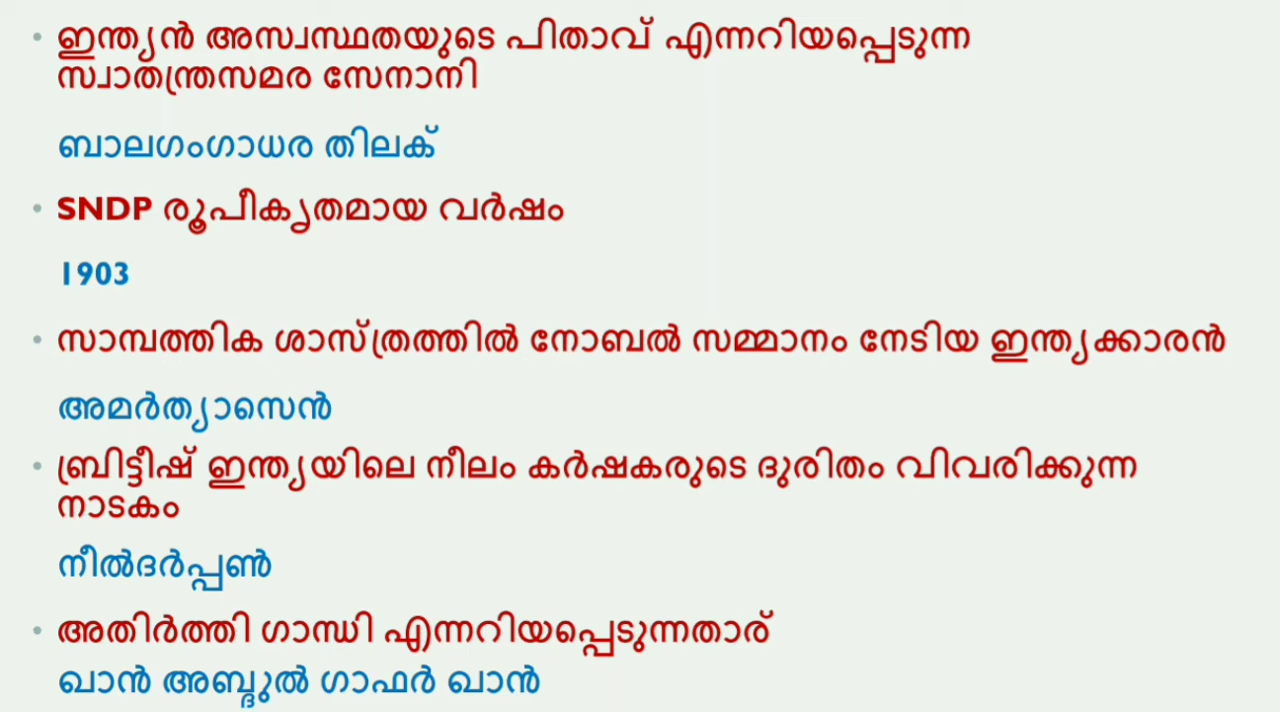 • ഇന്ത്യൻ അസ്വസ്ഥതയുടെ പിതാവ് എന്നറിയപ്പെടുന്ന
സ്വാതന്ത്രസമര സേനാനി
ബാലഗംഗാധര തിലക്
• SNDP രൂപീകൃതമായ വർഷം
1903
• സാമ്പത്തിക ശാസ്ത്രത്തിൽ നോബൽ സമ്മാനം നേടിയ ഇന്ത്യക്കാരൻ
അമർത്യാസെൻ
• ബ്രിട്ടീഷ് ഇന്ത്യയിലെ നീലം കർഷകരുടെ ദുരിതം വിവരിക്കുന്ന
നാടകം
നീൽദർപ്പൺ
• അതിർത്തി ഗാന്ധി എന്നറിയപ്പെടുന്നതാര്
ഖാൻ അബ്ദുൽ ഗാഫർ ഖാൻ